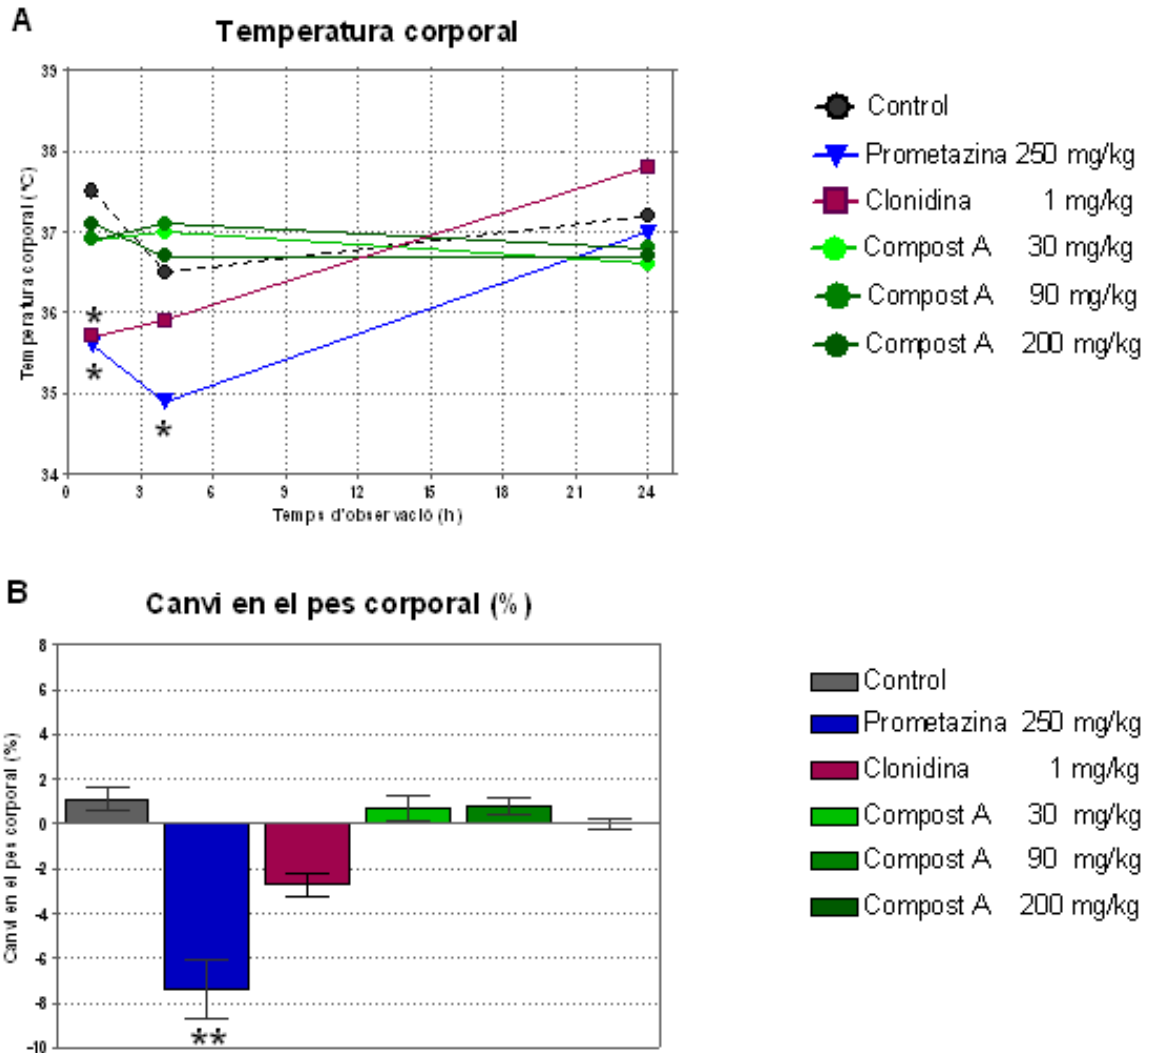 A
Temperatura corporal
39
38
37
36
35
34
Temperatura corporal (ºC)
0 3 6 9 12 15 18 21 24
Temps d'observació (h)
*
*
*
Control
Prometazina 250 mg/kg
Clonidina 1 mg/kg
Compost A 30 mg/kg
Compost A 90 mg/kg
Compost A 200 mg/kg
B
Canvi en el pes corporal (%)
8
6
4
2
0
-2
-4
-6
-8
-10
Canvi en el pes corporal (%)
**
Control
Prometazina 250 mg/kg
Clonidina 1 mg/kg
Compost A 30 mg/kg
Compost A 90 mg/kg
Compost A 200 mg/kg